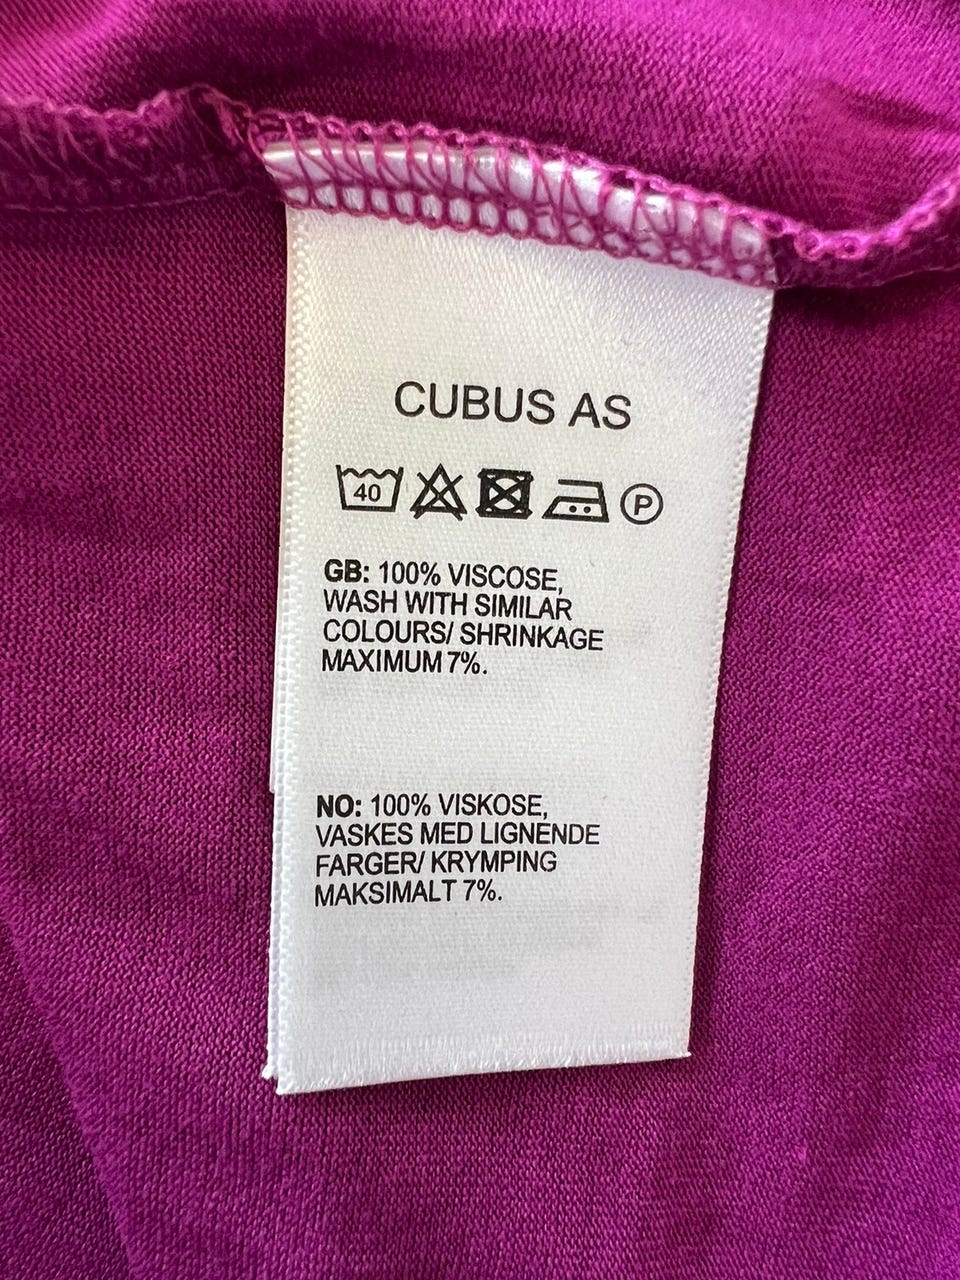 CUBUS AS
40 P
GB: 100% VISCOSE,
WASH WITH SIMILAR
COLOURS/ SHRINKAGE
MAXIMUM 7%.
NO: 100% VISKOSE,
VASKES MED LIGNENDE
FARGER/ KRYMPING
MAKSIMALT 7%.